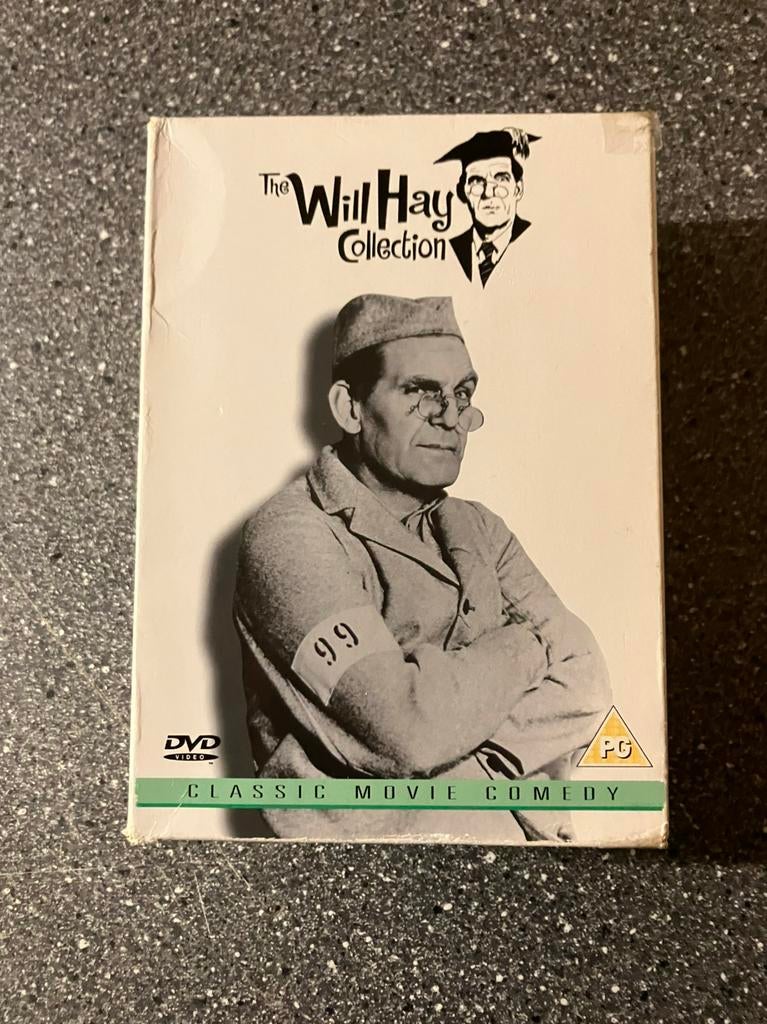 The
Will Hay
Collection
99
DVD
VIDEO
PG
CLASSIC MOVIE COMEDY